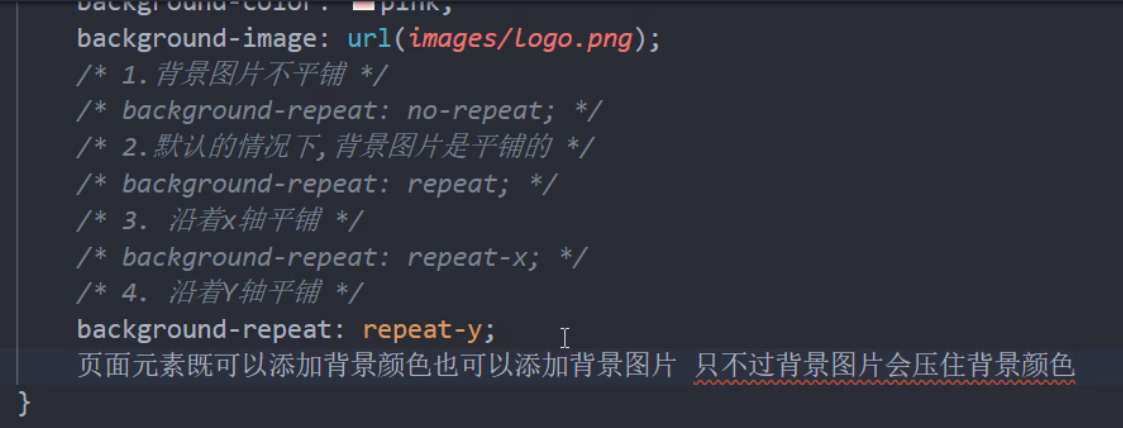 background-color: pink;
background-image: url(images/logo.png);
/* 1.背景图片不平铺 */
/* background-repeat: no-repeat; */
/* 2.默认的情况下,背景图片是平铺的 */
/* background-repeat: repeat; */
/* 3. 沿着x轴平铺 */
/* background-repeat: repeat-x; */
/* 4. 沿着Y轴平铺 */
background-repeat: repeat-y;
页面元素既可以添加背景颜色也可以添加背景图片 只不过背景图片会压住背景颜色
}